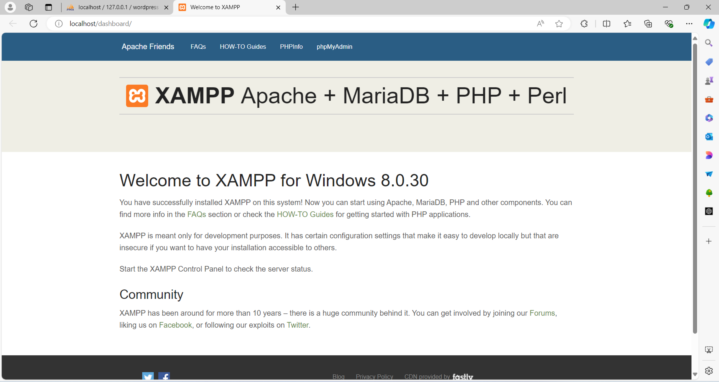 localhost / 127.0.0.1 / wordpress
Welcome to XAMPP
localhost/dashboard/
Apache Friends
FAQs
HOW-TO Guides
PHPInfo
phpMyAdmin
XAMPP Apache + MariaDB + PHP + Perl
Welcome to XAMPP for Windows 8.0.30
You have successfully installed XAMPP on this system! Now you can start using Apache, MariaDB, PHP and other components. You can
find more info in the FAQs section or check the HOW-TO Guides for getting started with PHP applications.
XAMPP is meant only for development purposes. It has certain configuration settings that make it easy to develop locally but that are
insecure if you want to have your installation accessible to others.
Start the XAMPP Control Panel to check the server status.
Community
XAMPP has been around for more than 10 years – there is a huge community behind it. You can get involved by joining our Forums,
liking us on Facebook, or following our exploits on Twitter.
Blog
Privacy Policy
CDN provided by fastly